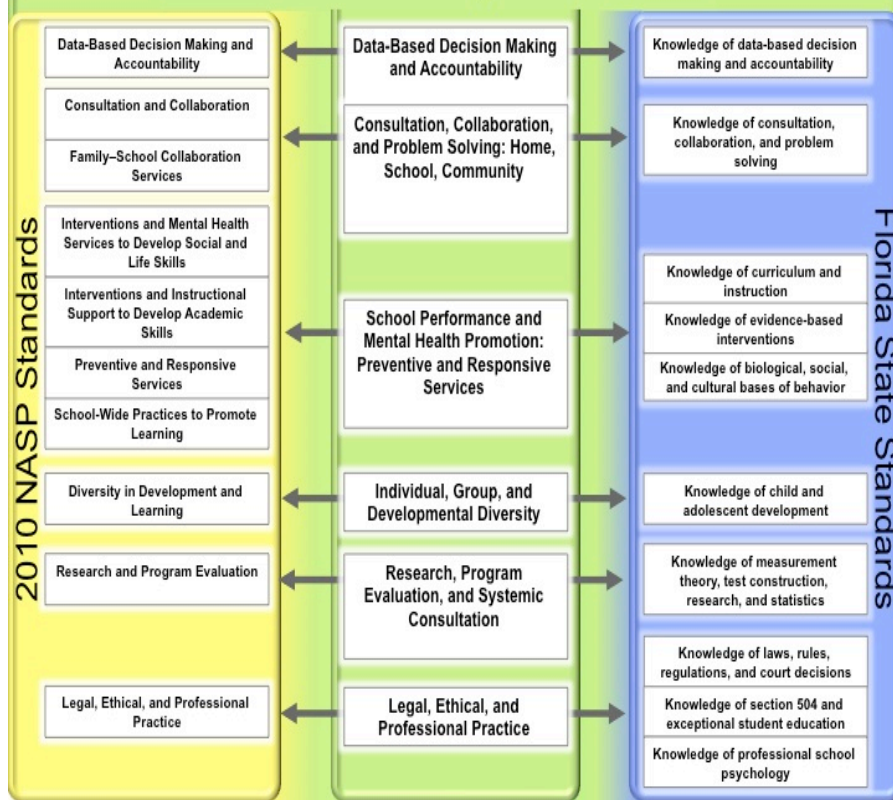 2010 NASP Standards
Data-Based Decision Making and
Accountability
Consultation and Collaboration
Family–School Collaboration
Services
Interventions and Mental Health
Services to Develop Social and
Life Skills
Interventions and Instructional
Support to Develop Academic
Skills
Preventive and Responsive
Services
School-Wide Practices to Promote
Learning
Diversity in Development and
Learning
Research and Program Evaluation
Legal, Ethical, and Professional
Practice
Data-Based Decision Making
and Accountability
Consultation, Collaboration,
and Problem Solving: Home,
School, Community
School Performance and
Mental Health Promotion:
Preventive and Responsive
Services
Individual, Group, and
Developmental Diversity
Research, Program
Evaluation, and Systemic
Consultation
Legal, Ethical, and
Professional Practice
Knowledge of data-based decision
making and accountability
Knowledge of consultation,
collaboration, and problem
solving
Knowledge of curriculum and
instruction
Knowledge of evidence-based
interventions
Knowledge of biological, social,
and cultural bases of behavior
Knowledge of child and
adolescent development
Knowledge of measurement
theory, test construction,
research, and statistics
Knowledge of laws, rules,
regulations, and court decisions
Knowledge of section 504 and
exceptional student education
Knowledge of professional school
psychology
Florida State Standards